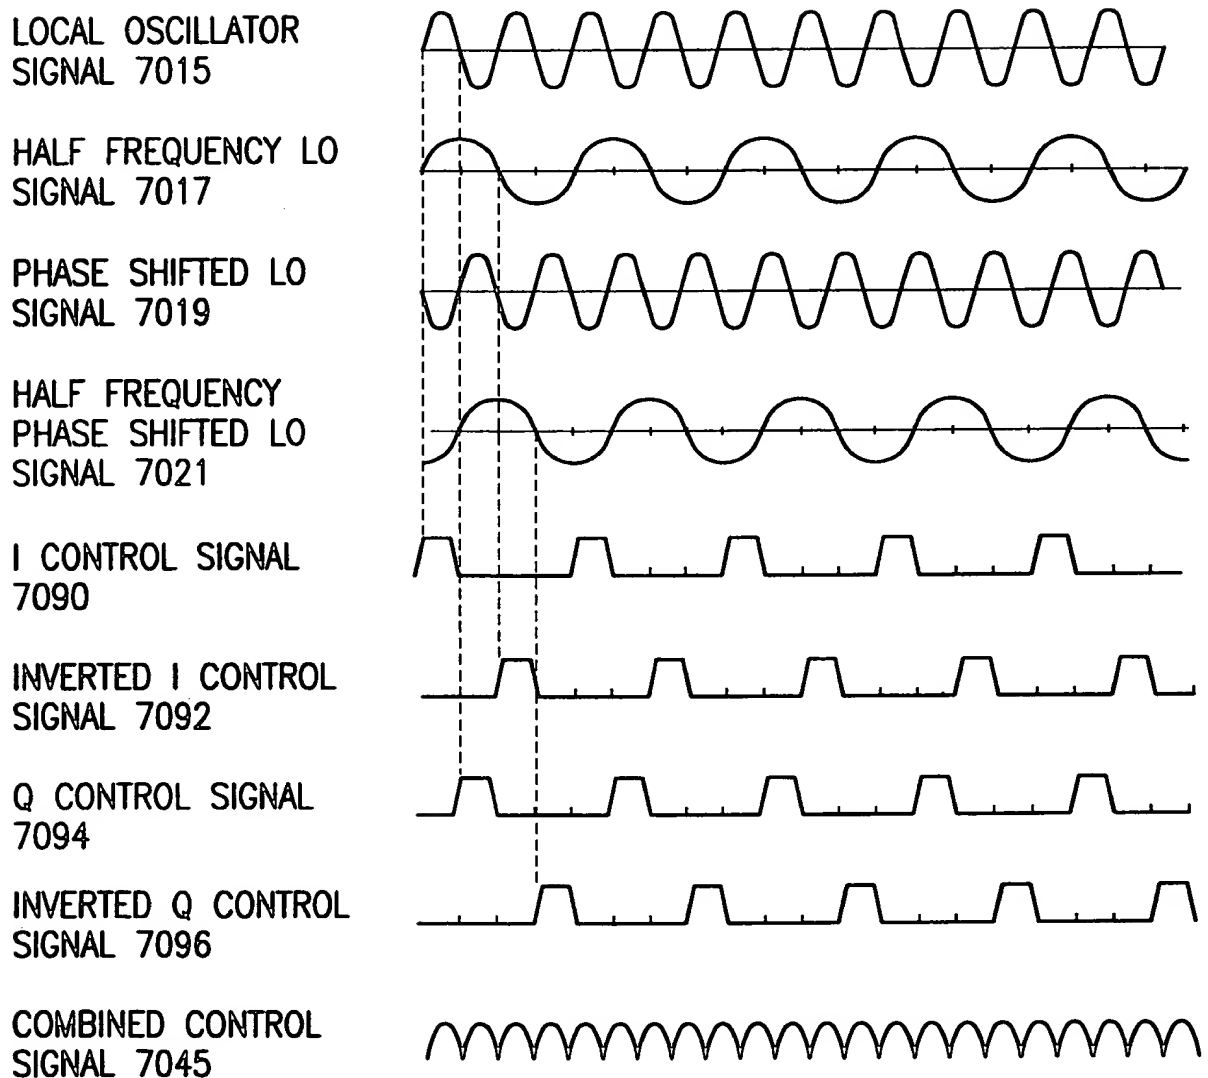 LOCAL OSCILLATOR
SIGNAL 7015
HALF FREQUENCY LO
SIGNAL 7017
PHASE SHIFTED LO
SIGNAL 7019
HALF FREQUENCY
PHASE SHIFTED LO
SIGNAL 7021
I CONTROL SIGNAL
7090
INVERTED I CONTROL
SIGNAL 7092
Q CONTROL SIGNAL
7094
INVERTED Q CONTROL
SIGNAL 7096
COMBINED CONTROL
SIGNAL 7045